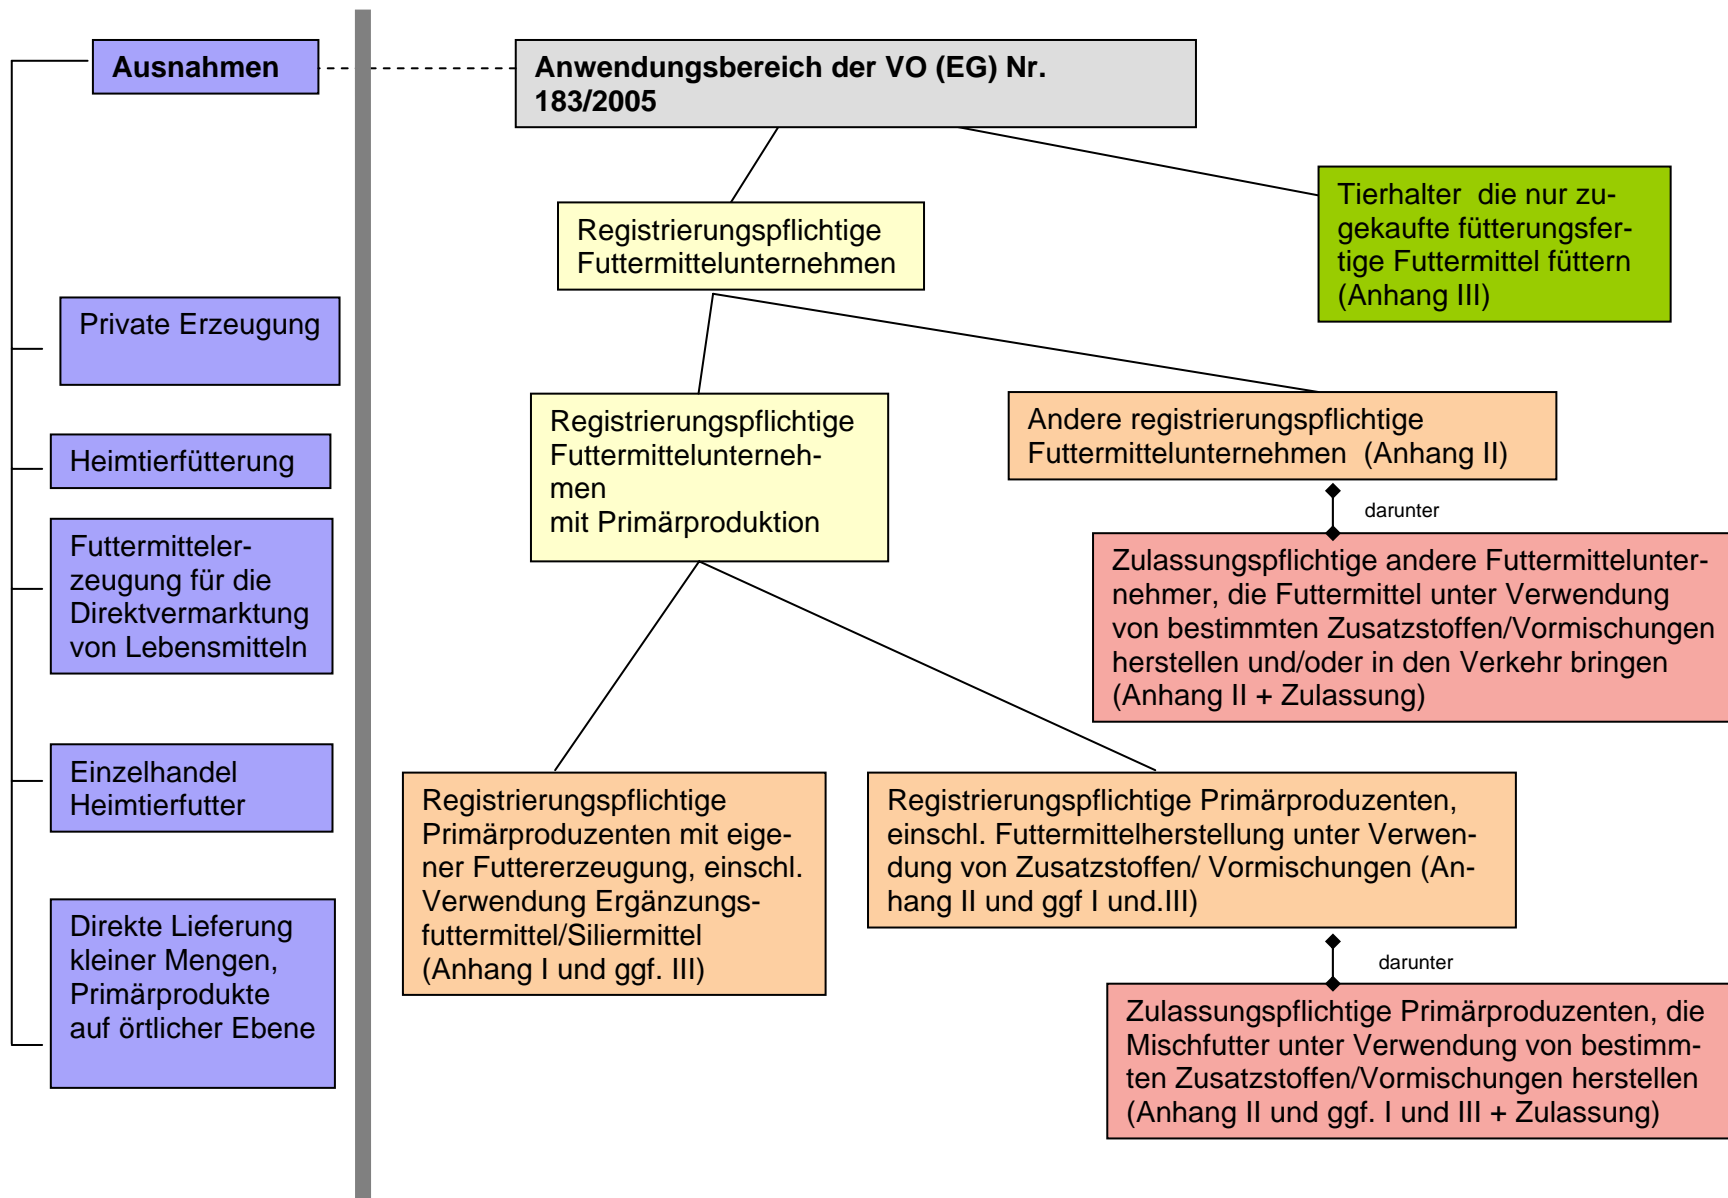 Ausnahmen
Anwendungsbereich der VO (EG) Nr.
183/2005
Tierhalter  die nur zu-
gekaufte fütterungsfer-
tige Futtermittel füttern
(Anhang III)
Registrierungspflichtige
Futtermittelunternehmen
Private Erzeugung
Heimtierfütterung
Futtermitteler-
zeugung für die
Direktvermarktung
von Lebensmitteln
Einzelhandel
Heimtierfutter
Direkte Lieferung
kleiner Mengen,
Primärprodukte
auf örtlicher Ebene
Registrierungspflichtige
Futtermittelunterneh-
men
mit Primärproduktion
Andere registrierungspflichtige
Futtermittelunternehmen  (Anhang II)
darunter
Zulassungspflichtige andere Futtermittelunter-
nehmer, die Futtermittel unter Verwendung
von bestimmten Zusatzstoffen/Vormischungen
herstellen und/oder in den Verkehr bringen
(Anhang II + Zulassung)
Registrierungspflichtige
Primärproduzenten mit eige-
ner Futtererzeugung, einschl.
Verwendung Ergänzungs-
futtermittel/Siliermittel
(Anhang I und ggf. III)
Registrierungspflichtige Primärproduzenten,
einschl. Futtermittelherstellung unter Verwen-
dung von Zusatzstoffen/ Vormischungen (An-
hang II und ggf I und.III)
darunter
Zulassungspflichtige Primärproduzenten, die
Mischfutter unter Verwendung von bestimm-
ten Zusatzstoffen/Vormischungen herstellen
(Anhang II und ggf. I und III + Zulassung)